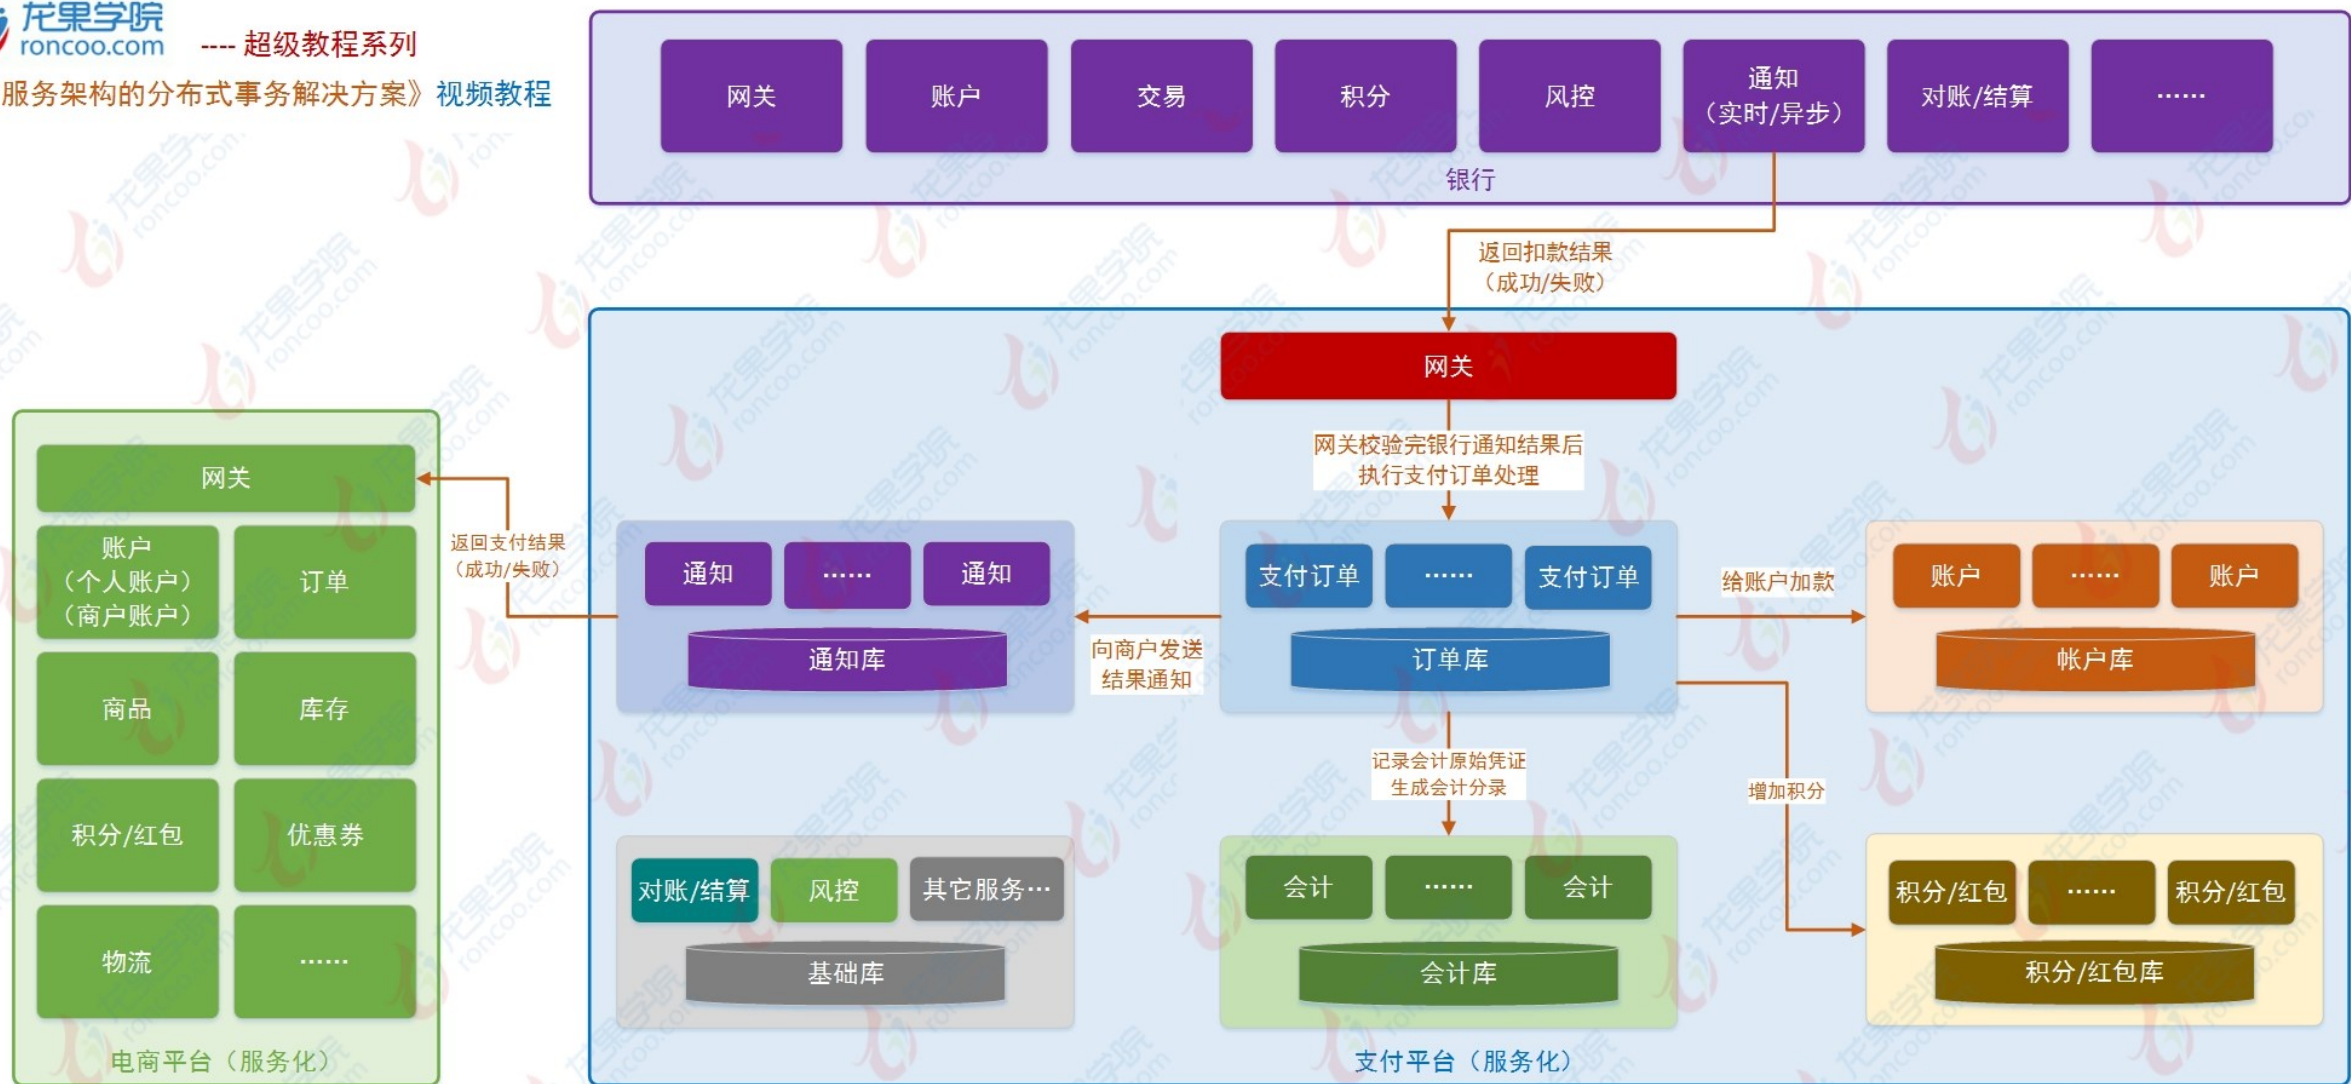 龙果学院
roncoo.com
---- 超级教程系列
服务架构的分布式事务解决方案》视频教程
网关
账户
交易
积分
风控
通知
（实时/异步）
对账/结算
……
银行
返回扣款结果
（成功/失败）
网关
网关校验完银行通知结果后
执行支付订单处理
网关
账户
（个人账户）
（商户账户）
订单
商品
库存
积分/红包
优惠券
物流
……
电商平台（服务化）
返回支付结果
（成功/失败）
通知
……
通知
通知库
向商户发送
结果通知
支付订单
……
支付订单
订单库
给账户加款
账户
……
账户
帐户库
记录会计原始凭证
生成会计分录
增加积分
对账/结算
风控
其它服务…
基础库
会计
……
会计
会计库
积分/红包
……
积分/红包
积分/红包库
支付平台（服务化）